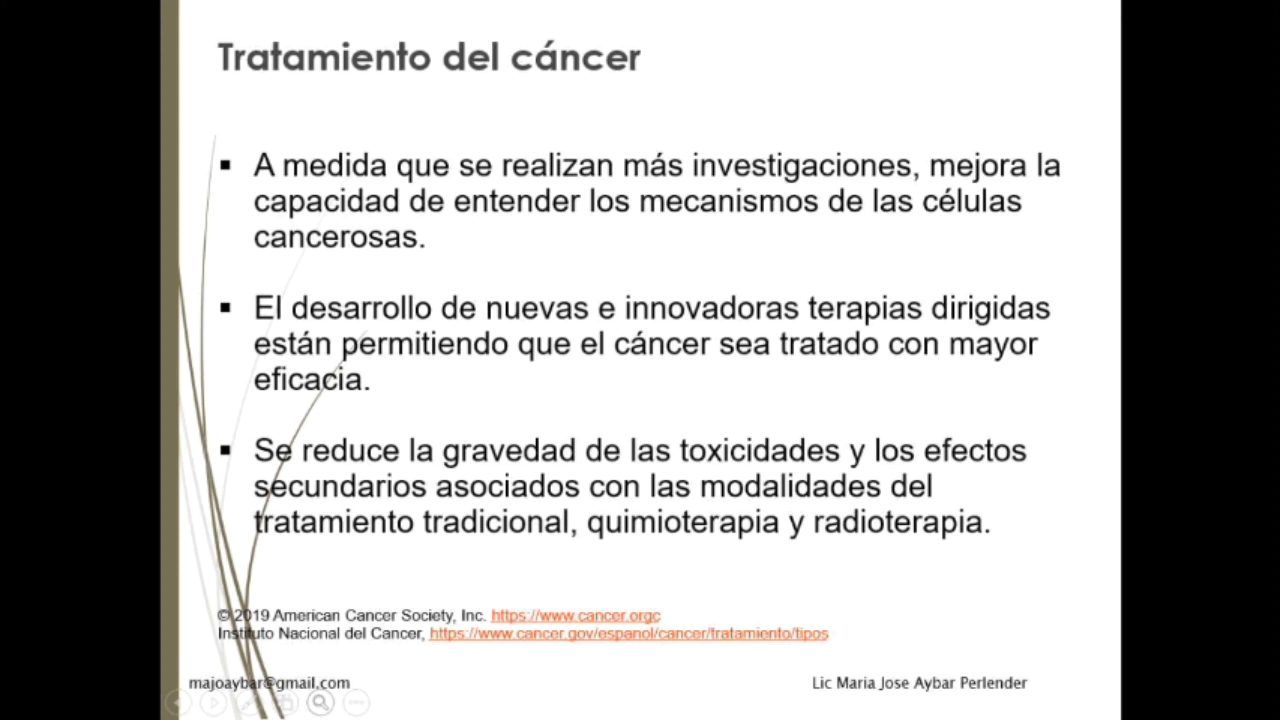 Tratamiento del cáncer
▪ A medida que se realizan más investigaciones, mejora la
capacidad de entender los mecanismos de las células
cancerosas.
▪ El desarrollo de nuevas e innovadoras terapias dirigidas
están permitiendo que el cáncer sea tratado con mayor
eficacia.
▪ Se reduce la gravedad de las toxicidades y los efectos
secundarios asociados con las modalidades del
tratamiento tradicional, quimioterapia y radioterapia.
© 2019 American Cancer Society, Inc. https://www.cancer.orgc
Instituto Nacional del Cancer, https://www.cancer.gov/espanol/cancer/tratamiento/tipos
majoaybar@gmail.com
Lic Maria Jose Aybar Perlender